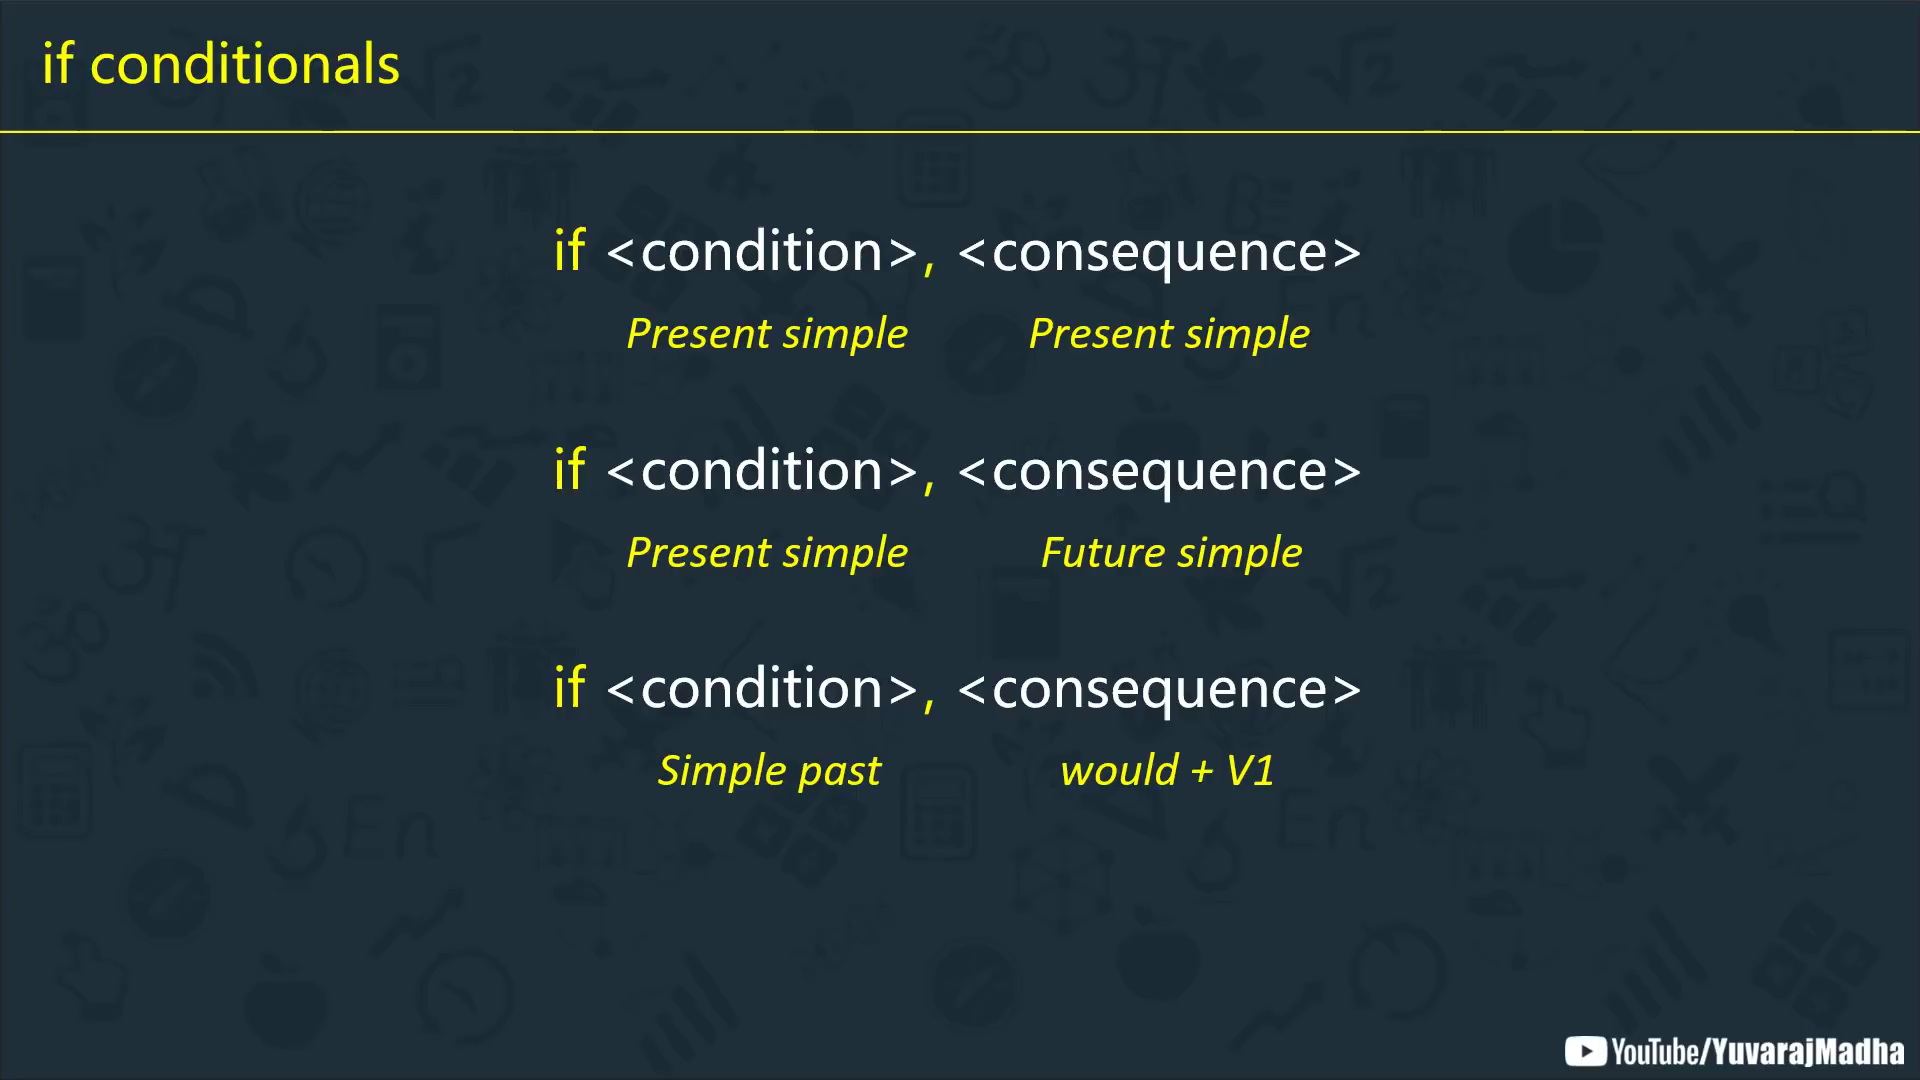 if conditionals
if <condition>, <consequence>
Present simple Present simple
if <condition>, <consequence>
Present simple Future simple
if <condition>, <consequence>
Simple past would + V1
YouTube/YuvarajMadha